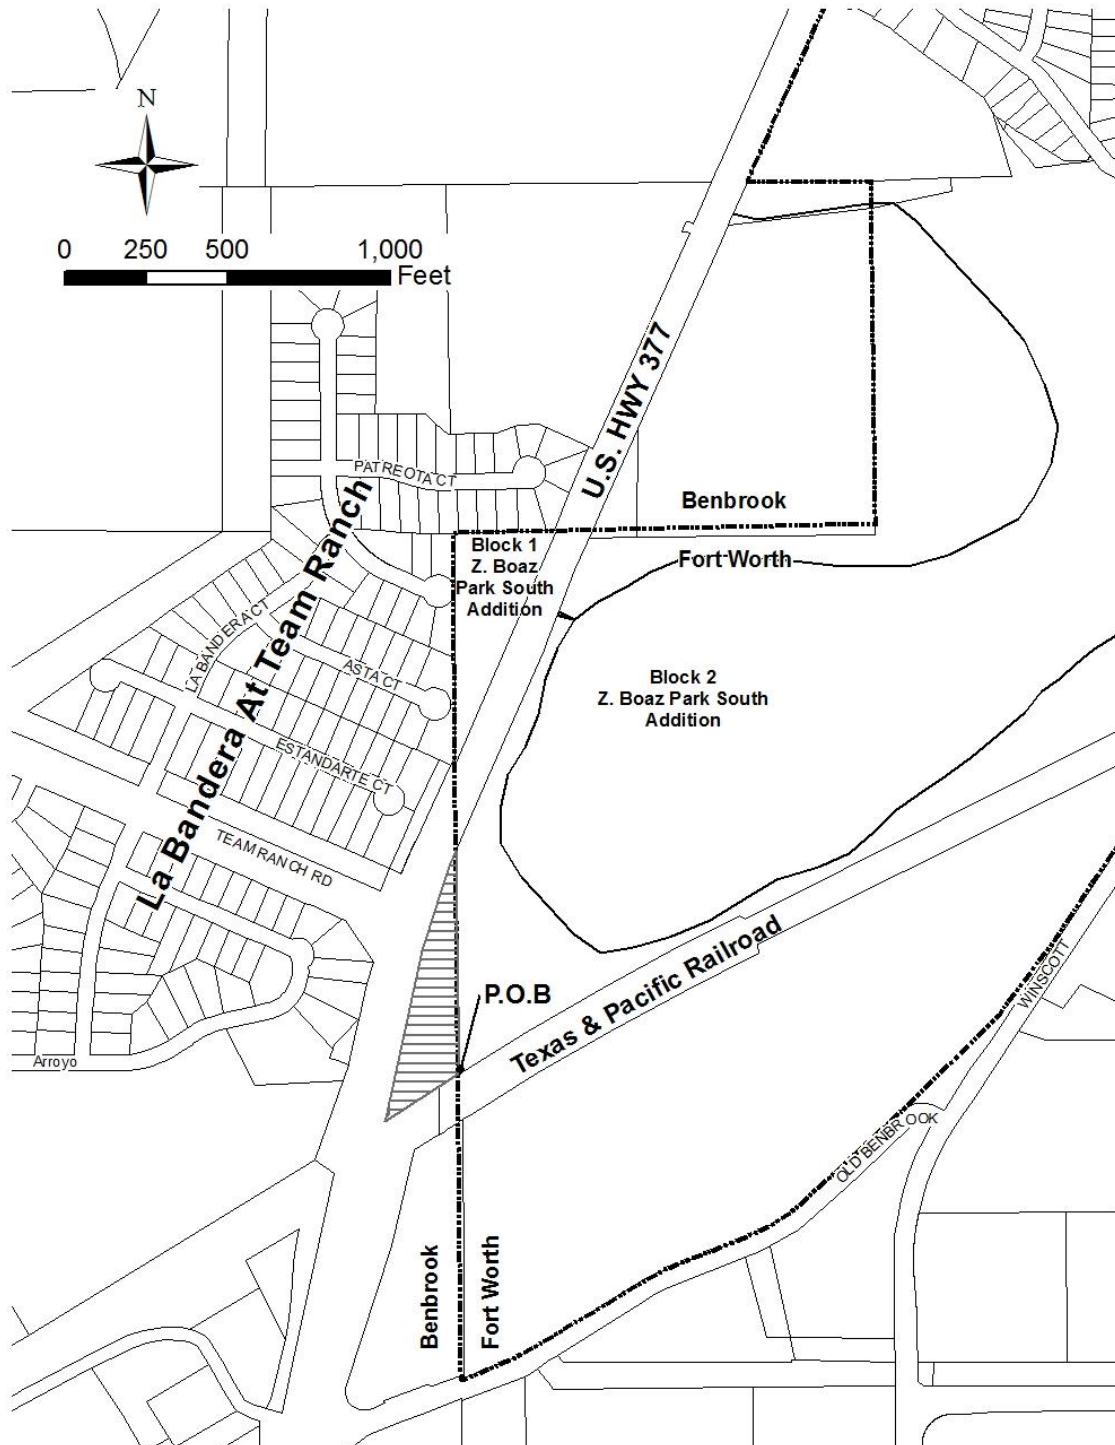 N
0 250 500 1,000
Feet
U.S. HWY 377
PATREOTA CT
Benbrook
Fort Worth
Block 1
Z. Boaz
Park South
Addition
La Bandera At Team Ranch
LA BANDERA CT
ASTA CT
Block 2
Z. Boaz Park South
Addition
ESTANDARTE CT
TEAM RANCH RD
P.O.B
Texas & Pacific Railroad
WINSCOTT
Arroyo
OLD BENBROOK
Benbrook
Fort Worth